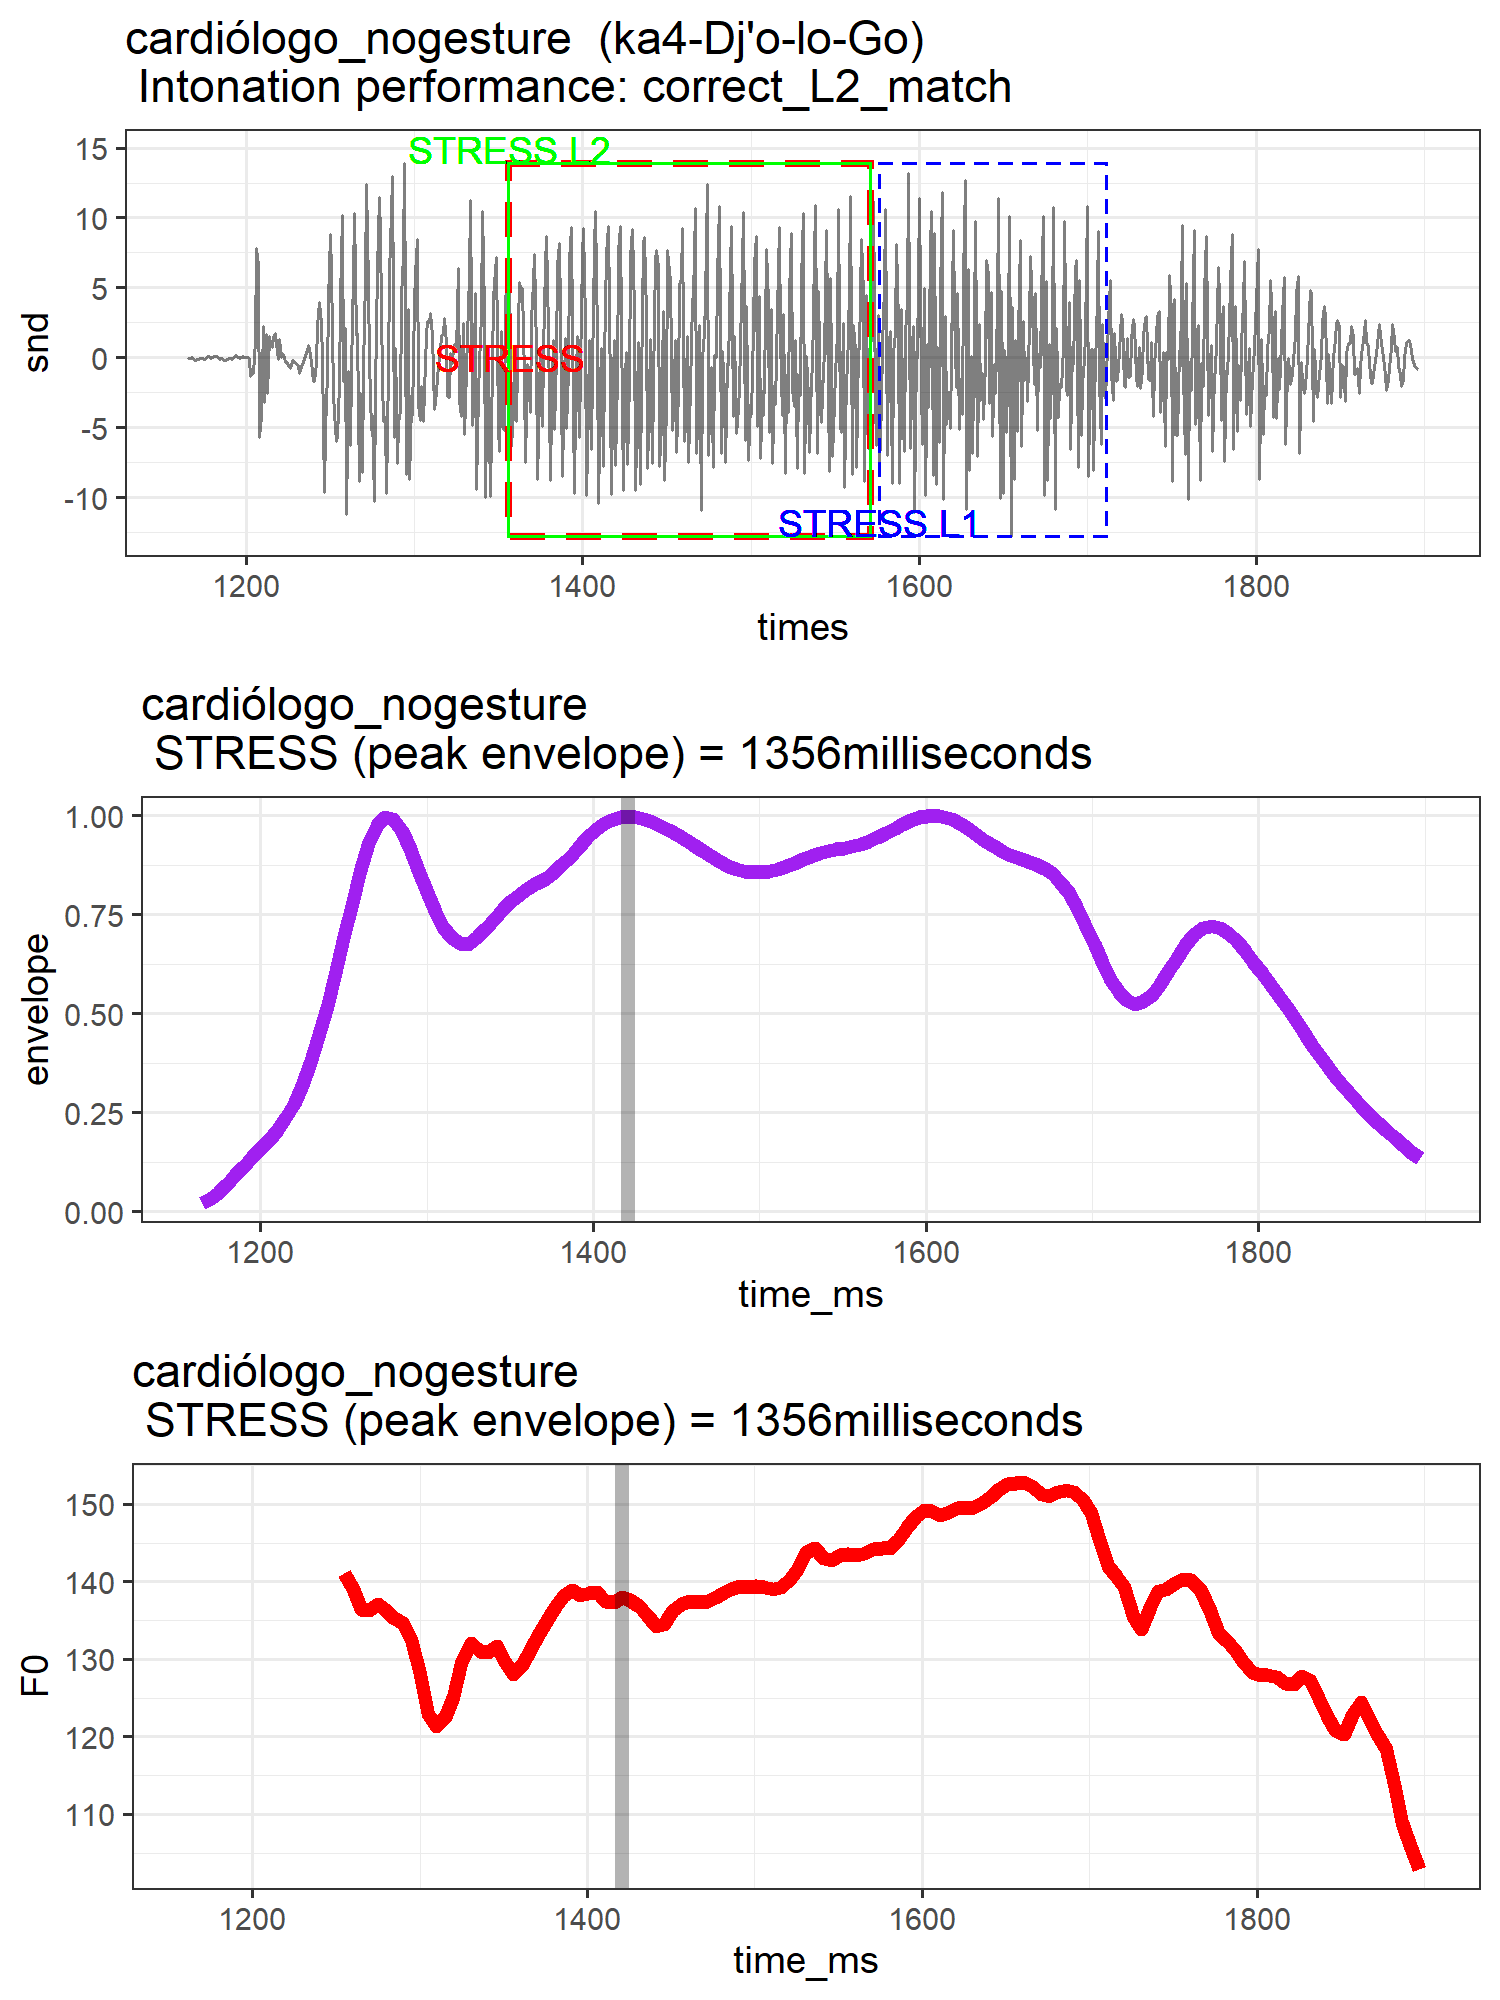 cardiólogo_nogesture  (ka4-Dj'o-lo-Go)
Intonation performance: correct_L2_match
STRESS L2
STRESS
STRESS L1
15
10
5
0
-5
-10
snd
1200 1400 1600 1800
times
cardiólogo_nogesture
STRESS (peak envelope) = 1356milliseconds
1.00
0.75
0.50
0.25
0.00
envelope
1200 1400 1600 1800
time_ms
cardiólogo_nogesture
STRESS (peak envelope) = 1356milliseconds
150
140
130
120
110
F0
1200 1400 1600 1800
time_ms